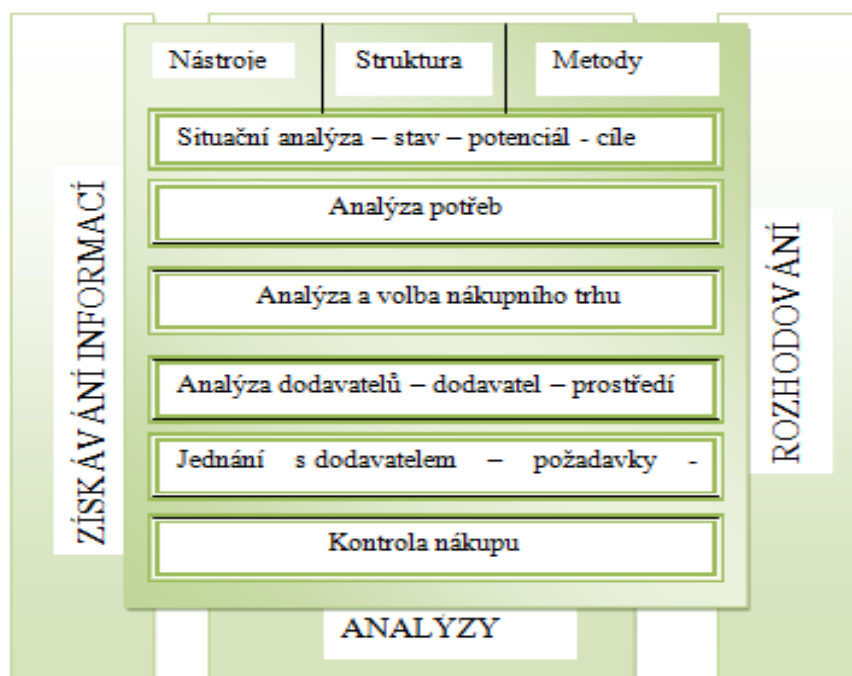 Nástroje
Struktura
Metody
Situační analýza – stav – potenciál - cíle
Analýza potřeb
Analýza a volba nákupního trhu
Analýza dodavatelů – dodavatel – prostředí
Jednání s dodavatelem – požadavky -
Kontrola nákupu
ZÍSKÁVÁNÍ INFORMACÍ
ROZHODOVÁNÍ
ANALÝZY